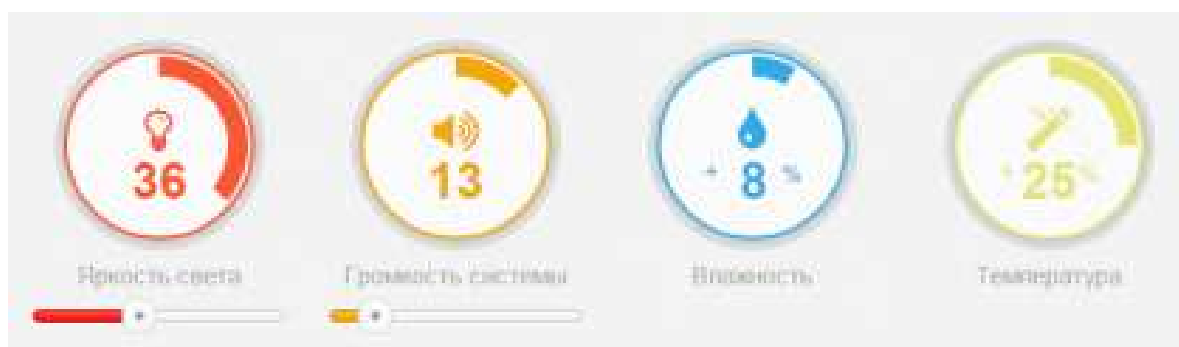 36
13
+ 8 %
+ 25 %
Яркость света
Громкость системы
Влажность
Температура